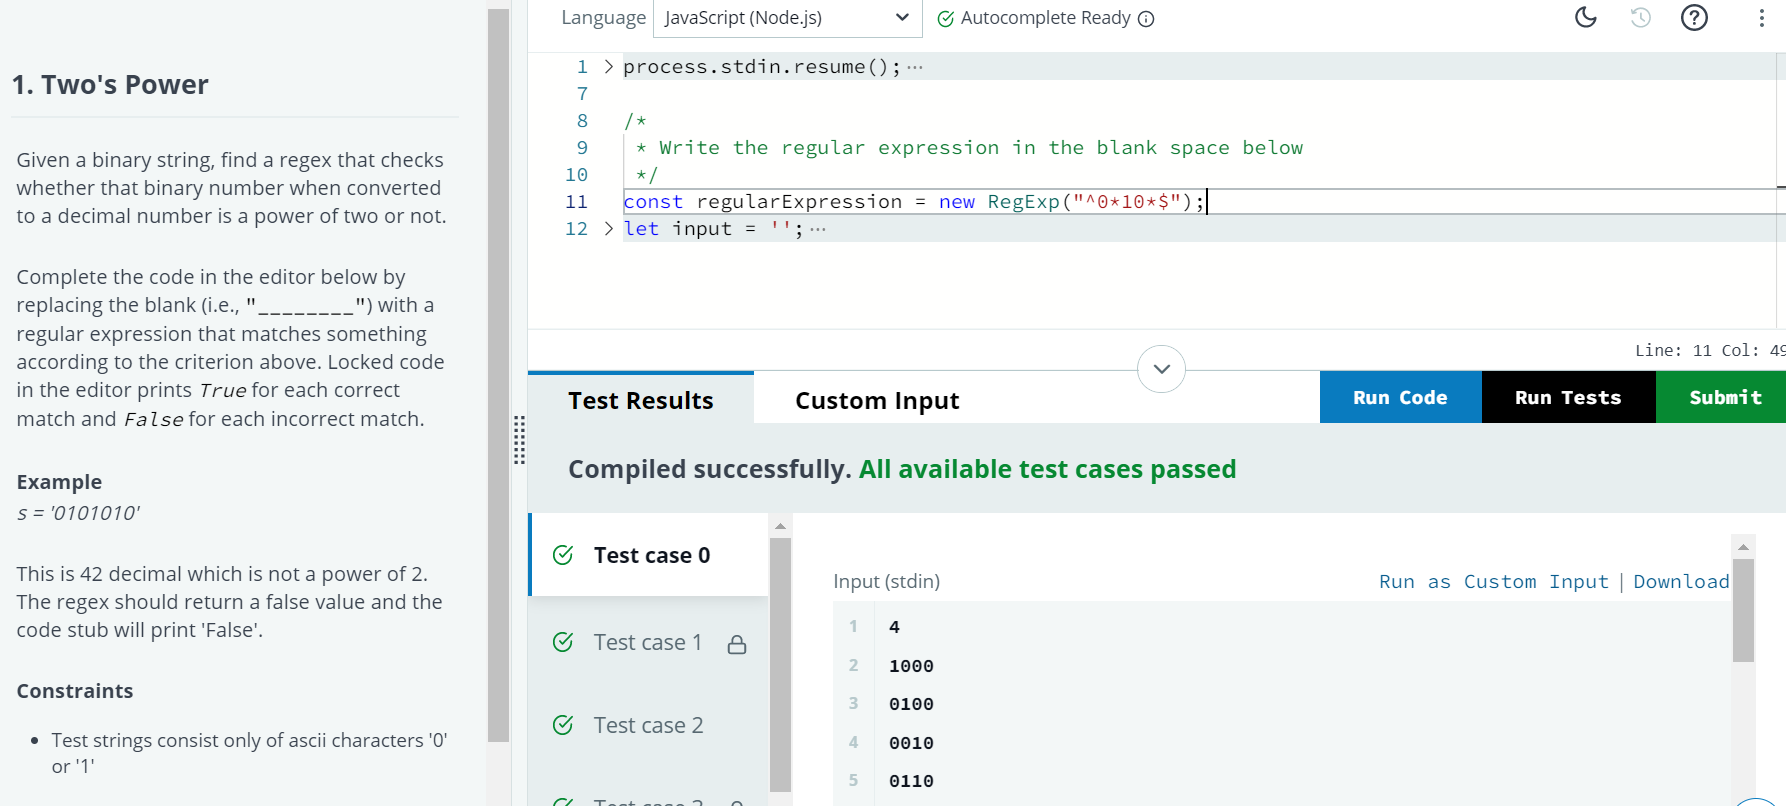 1. Two's Power
Given a binary string, find a regex that checks
whether that binary number when converted
to a decimal number is a power of two or not.
Complete the code in the editor below by
replacing the blank (i.e., "________") with a
regular expression that matches something
according to the criterion above. Locked code
in the editor prints True for each correct
match and False for each incorrect match.
Example
s = '0101010'
This is 42 decimal which is not a power of 2.
The regex should return a false value and the
code stub will print 'False'.
Constraints
• Test strings consist only of ascii characters '0'
or '1'
Language JavaScript (Node.js) Autocomplete Ready
1 process.stdin.resume(); ...
7
8 /*
9 * Write the regular expression in the blank space below
10 */
11 const regularExpression = new RegExp("^0*10*$");
12 let input = ''; ...
Line: 11 Col: 49
Test Results Custom Input Run Code Run Tests Submit
Compiled successfully. All available test cases passed
Test case 0
Test case 1
Test case 2
Input (stdin) Run as Custom Input | Download
1 4
2 1000
3 0100
4 0010
5 0110